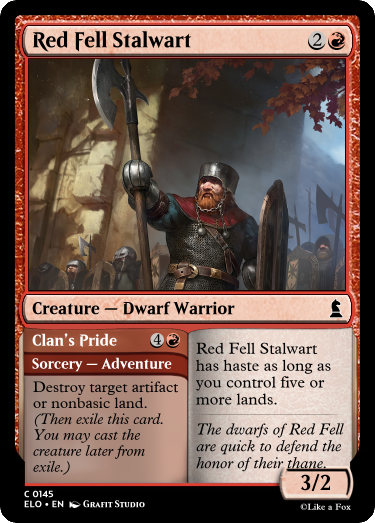 Red Fell Stalwart 2
Creature — Dwarf Warrior
Clan's Pride 4
Sorcery — Adventure
Destroy target artifact
or nonbasic land.
(Then exile this card.
You may cast the
creature later from
exile.)
Red Fell Stalwart
has haste as long as
you control five or
more lands.
The dwarfs of Red Fell
are quick to defend the
honor of their thane.
3/2
C 0145
ELO • EN Grafit Studio
©Like a Fox